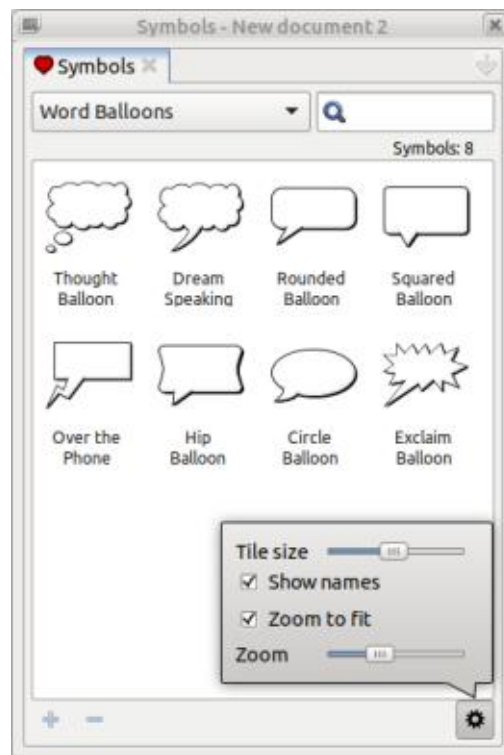 Symbols - New document 2
Symbols
Word Balloons
Symbols: 8
Thought
Balloon
Dream
Speaking
Rounded
Balloon
Squared
Balloon
Over the
Phone
Hip
Balloon
Circle
Balloon
Exclaim
Balloon
Tile size
Show names
Zoom to fit
Zoom